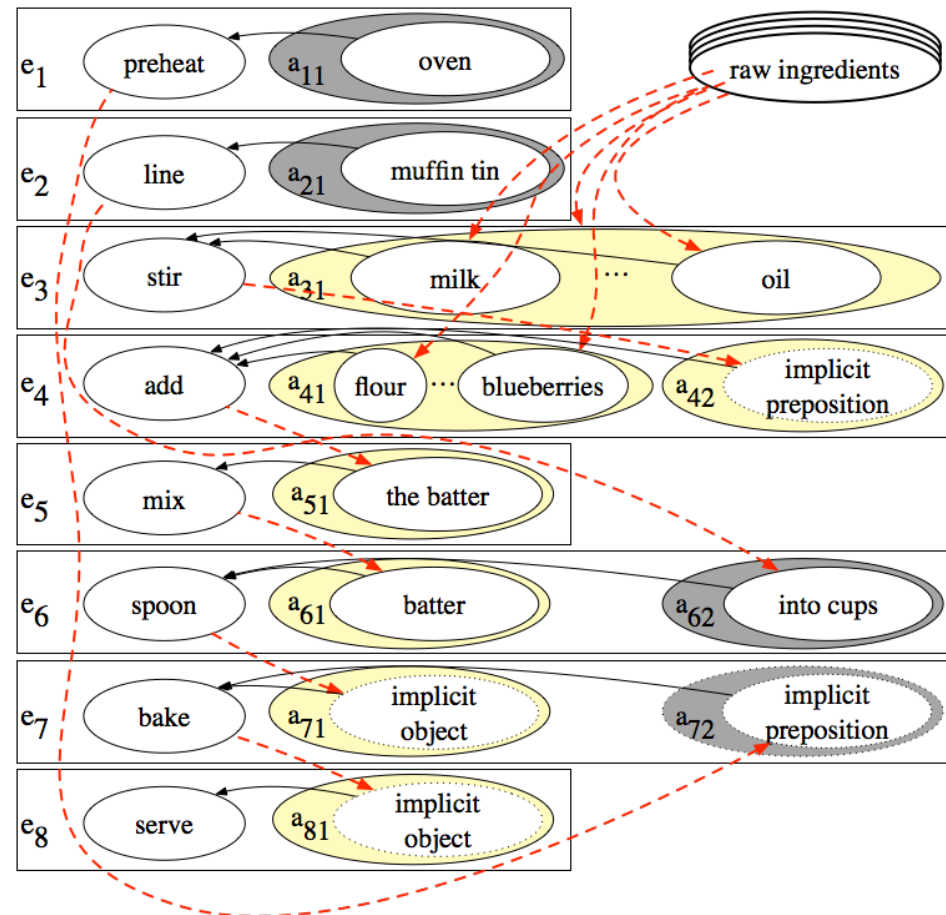 e1 preheat a11 oven
raw ingredients
e2 line a21 muffin tin
e3 stir a31 milk ... oil
e4 add a41 flour ... blueberries a42 implicit
preposition
e5 mix a51 the batter
e6 spoon a61 batter a62 into cups
e7 bake a71 implicit
object
a72 implicit
preposition
e8 serve a81 implicit
object